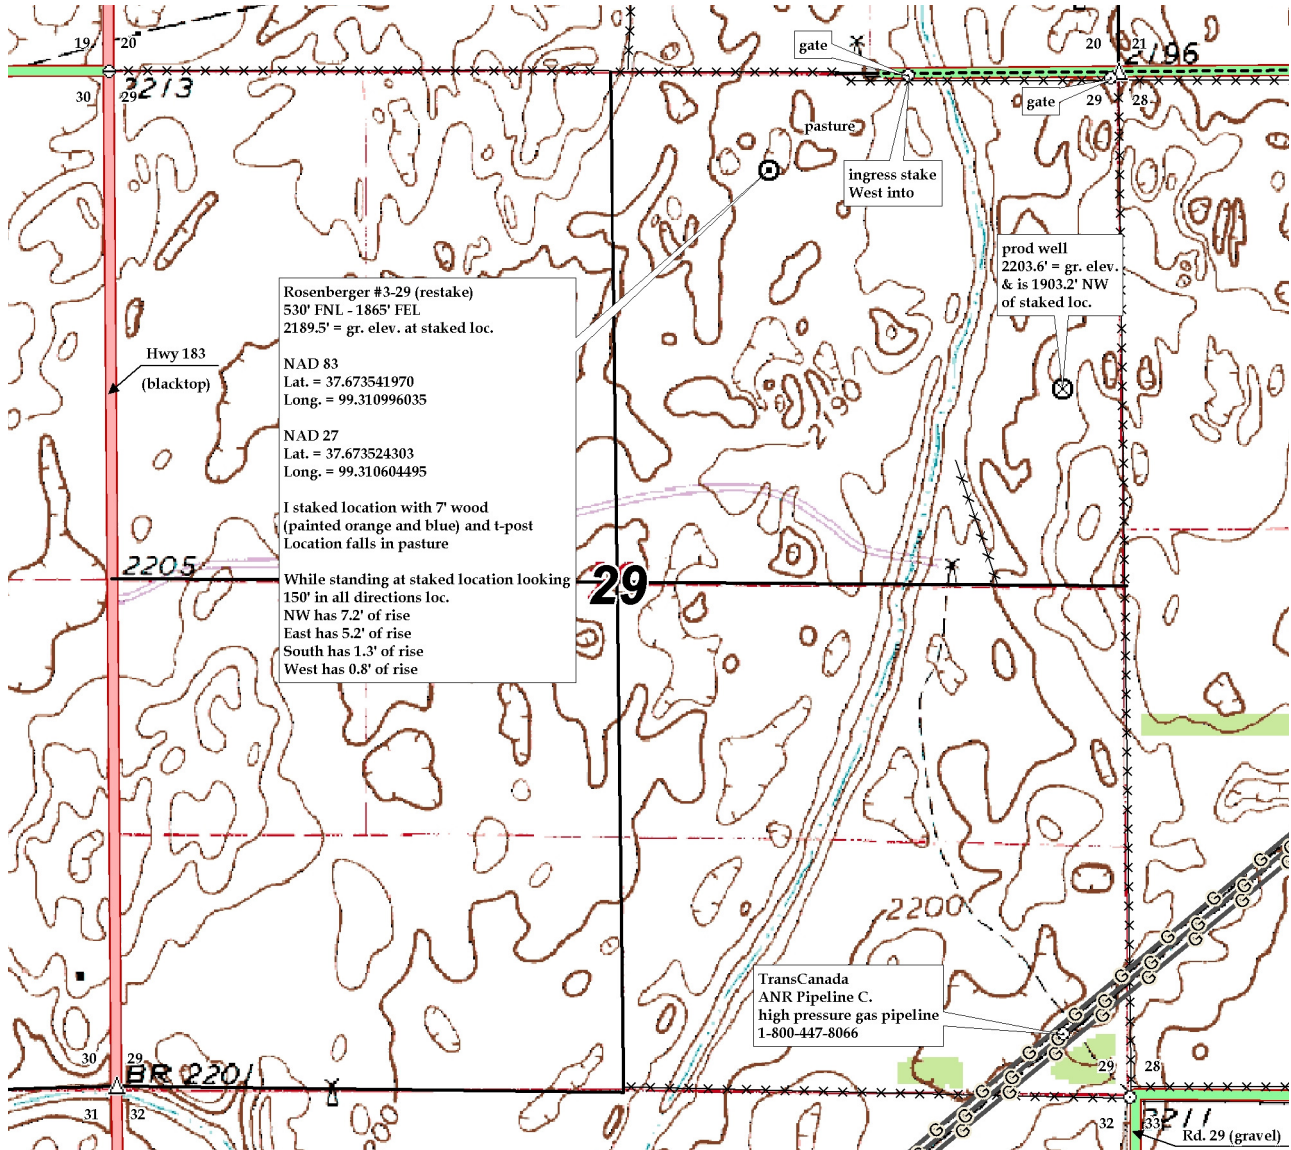 19 20
20 21
gate
2196
30 29
2213
29 28
gate
pasture
ingress stake
West into
prod well
2203.6' = gr. elev.
& is 1903.2' NW
of staked loc.
Rosenberger #3-29 (restake)
530' FNL - 1865' FEL
2189.5' = gr. elev. at staked loc.
NAD 83
Lat. = 37.673541970
Long. = 99.310996035
NAD 27
Lat. = 37.673524303
Long. = 99.310604495
I staked location with 7' wood
(painted orange and blue) and t-post
Location falls in pasture
While standing at staked location looking
150' in all directions loc.
NW has 7.2' of rise
East has 5.2' of rise
South has 1.3' of rise
West has 0.8' of rise
Hwy 183
(blacktop)
2190
2205
29
2200
TransCanada
ANR Pipeline C.
high pressure gas pipeline
1-800-447-8066
G G G G G G G G G G G G G G G G G G G G G G
30 29
BR 2201
29 28
31 32
32 33
2211
Rd. 29 (gravel)